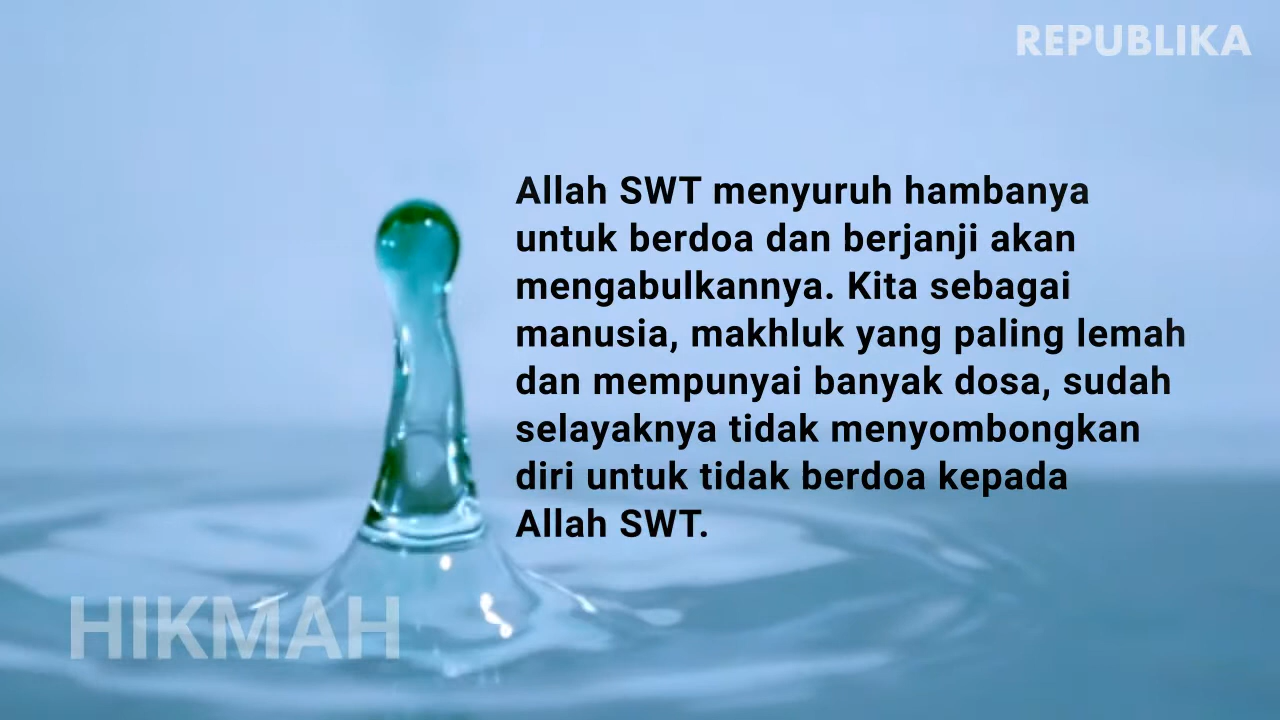 REPUBLIKA
Allah SWT menyuruh hambanya
untuk berdoa dan berjanji akan
mengabulkannya. Kita sebagai
manusia, makhluk yang paling lemah
dan mempunyai banyak dosa, sudah
selayaknya tidak menyombongkan
diri untuk tidak berdoa kepada
Allah SWT.
HIKMAH